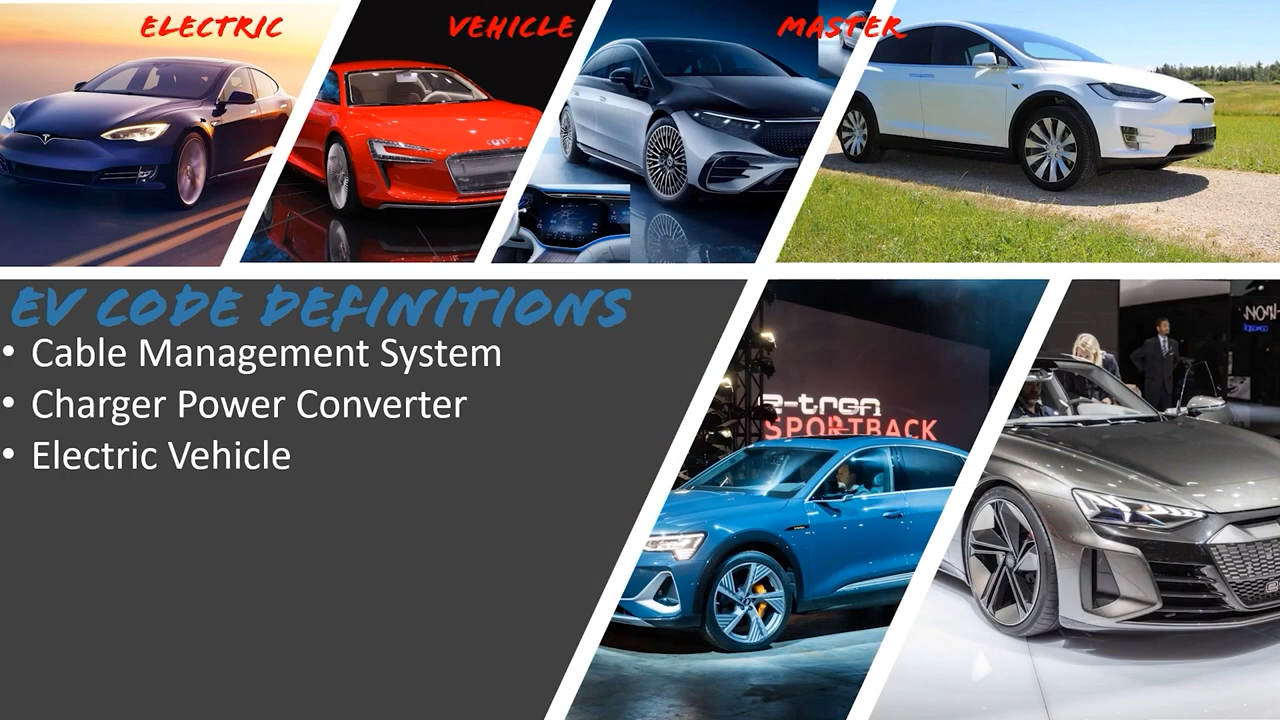 ELECTRIC VEHICLE MASTER
EV CODE DEFINITIONS
• Cable Management System
• Charger Power Converter
• Electric Vehicle
e-tron
SPORTBACK